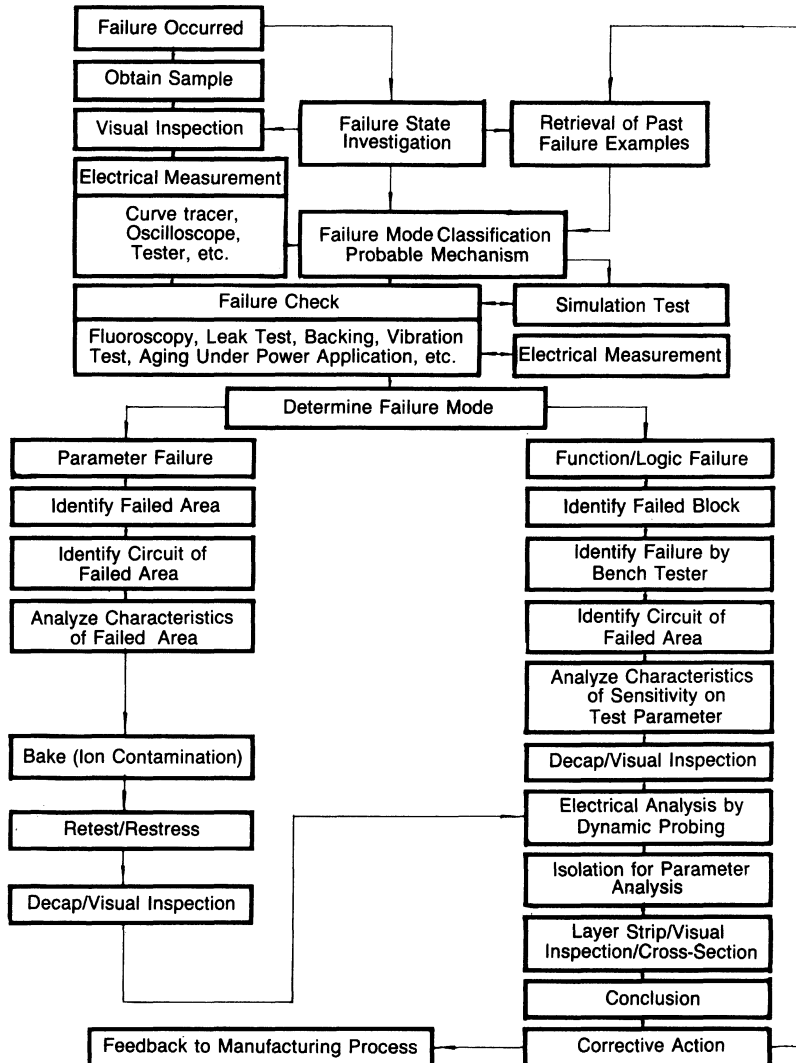 Failure Occurred
Obtain Sample
Visual Inspection
Failure State
Investigation
Retrieval of Past
Failure Examples
Electrical Measurement
Curve tracer,
Oscilloscope,
Tester, etc.
Failure Mode Classification
Probable Mechanism
Failure Check
Simulation Test
Fluoroscopy, Leak Test, Backing, Vibration
Test, Aging Under Power Application, etc.
Electrical Measurement
Determine Failure Mode
Parameter Failure
Identify Failed Area
Identify Circuit of
Failed Area
Analyze Characteristics
of Failed Area
Bake (Ion Contamination)
Retest/Restress
Decap/Visual Inspection
Function/Logic Failure
Identify Failed Block
Identify Failure by
Bench Tester
Identify Circuit of
Failed Area
Analyze Characteristics
of Sensitivity on
Test Parameter
Decap/Visual Inspection
Electrical Analysis by
Dynamic Probing
Isolation for Parameter
Analysis
Layer Strip/Visual
Inspection/Cross-Section
Conclusion
Corrective Action
Feedback to Manufacturing Process